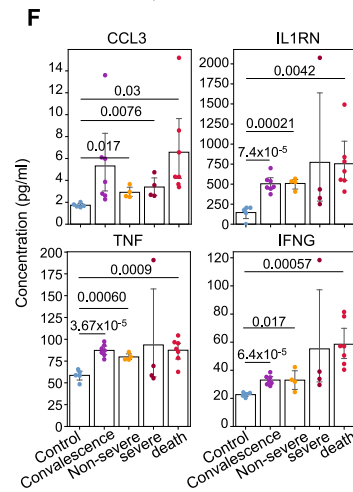 F
CCL3
IL1RN
Concentration (pg/ml)
14
12
10
8
6
4
2
0
0.03
0.0076
0.017
2000
1750
1500
1250
1000
750
500
250
0
0.0042
0.00021
7.4x10-5
TNF
IFNG
200
175
150
125
100
75
50
25
0
0.0009
0.00060
3.67x10-5
120
100
80
60
40
20
0
0.00057
0.017
6.4x10-5
Control
Convalescence
Non-severe
severe
death
Control
Convalescence
Non-severe
severe
death